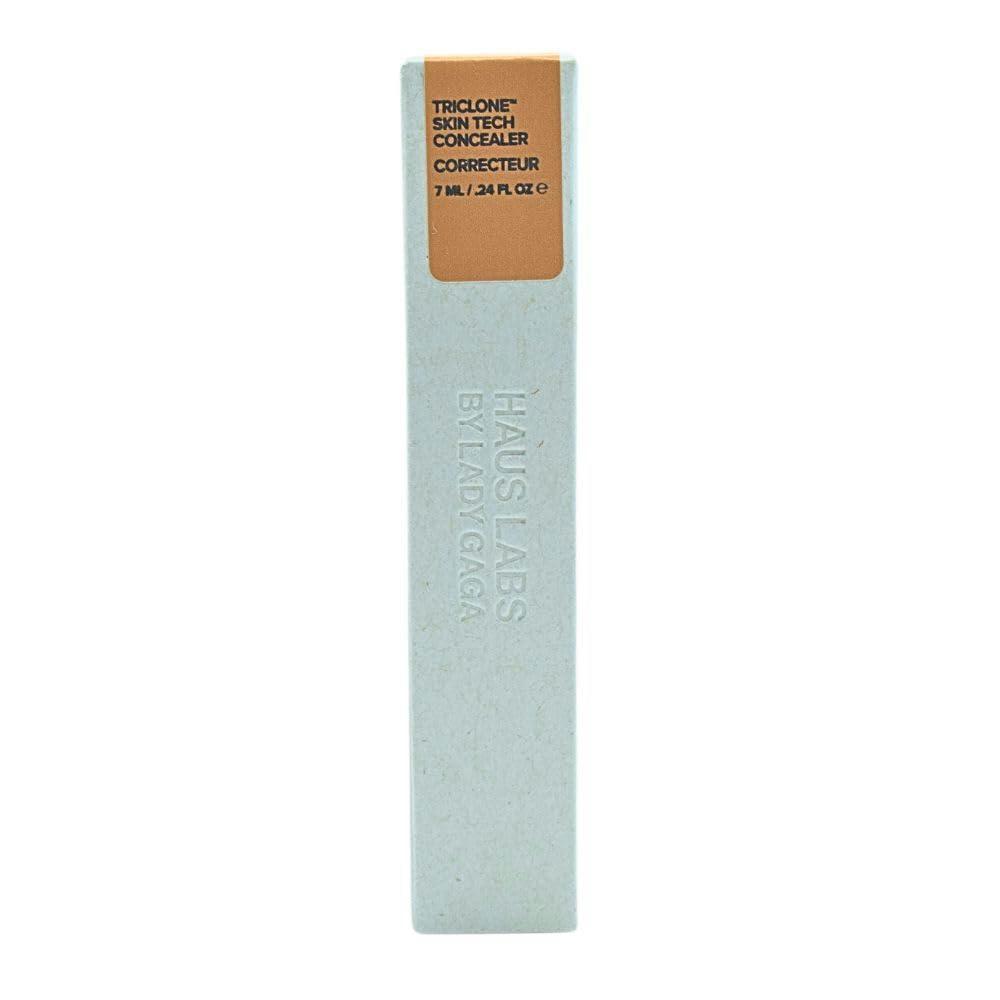 TRICLONE™
SKIN TECH
CONCEALER
CORRECTEUR
7 ML / .24 FL OZ ℮
HAUS LABS
BY LADY GAGA